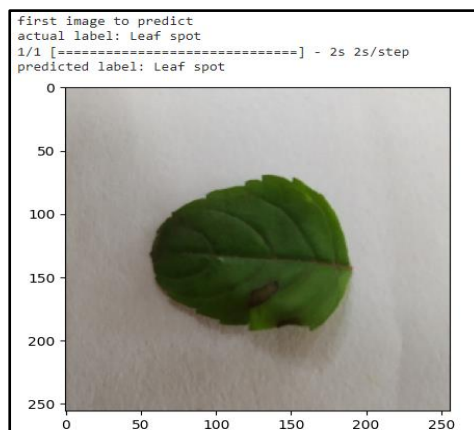 first image to predict
actual label: Leaf spot
1/1 [==============================] - 2s 2s/step
predicted label: Leaf spot
0
50
100
150
200
250
0 50 100 150 200 250